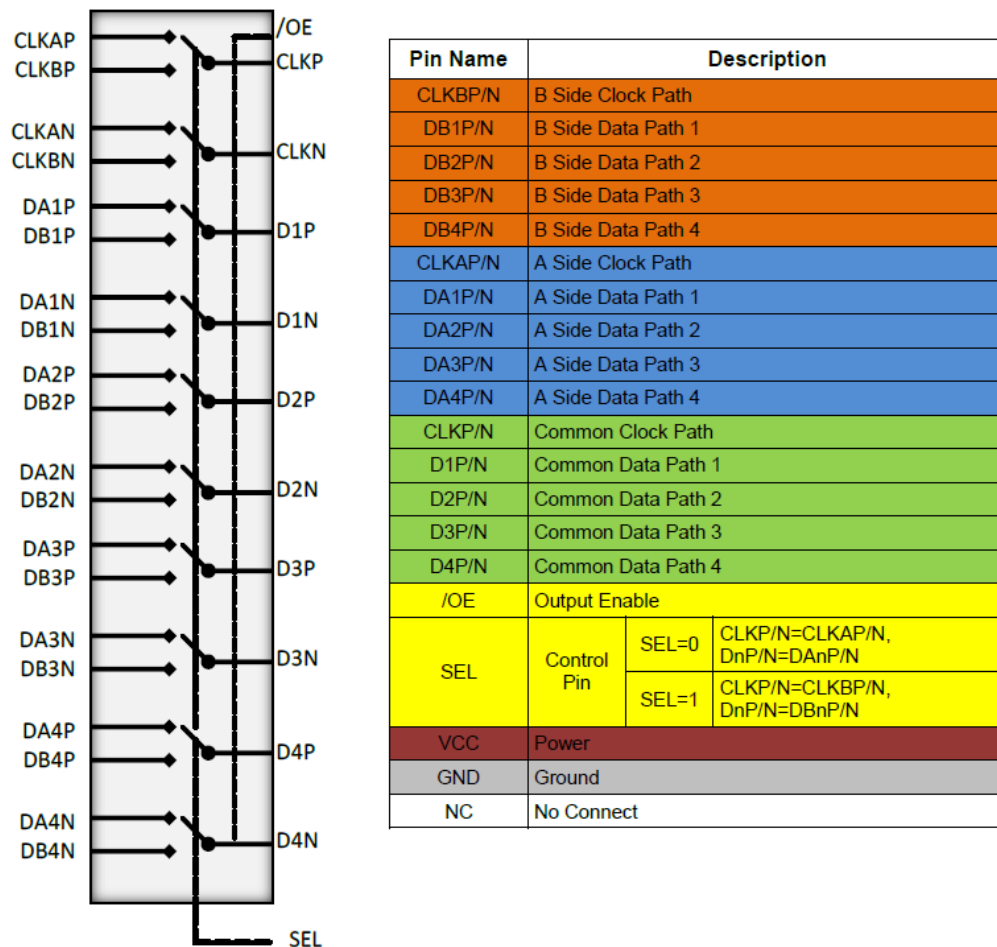 /OE
CLKAP
CLKP
CLKBP
CLKAN
CLKN
CLKBN
DA1P
D1P
DB1P
DA1N
D1N
DB1N
DA2P
D2P
DB2P
DA2N
D2N
DB2N
DA3P
D3P
DB3P
DA3N
D3N
DB3N
DA4P
D4P
DB4P
DA4N
D4N
DB4N
SEL
Pin Name Description
CLKBP/N B Side Clock Path
DB1P/N B Side Data Path 1
DB2P/N B Side Data Path 2
DB3P/N B Side Data Path 3
DB4P/N B Side Data Path 4
CLKAP/N A Side Clock Path
DA1P/N A Side Data Path 1
DA2P/N A Side Data Path 2
DA3P/N A Side Data Path 3
DA4P/N A Side Data Path 4
CLKP/N Common Clock Path
D1P/N Common Data Path 1
D2P/N Common Data Path 2
D3P/N Common Data Path 3
D4P/N Common Data Path 4
/OE Output Enable
SEL
Control
Pin
SEL=0
CLKP/N=CLKAP/N,
DnP/N=DAnP/N
SEL=1
CLKP/N=CLKBP/N,
DnP/N=DBnP/N
VCC Power
GND Ground
NC No Connect